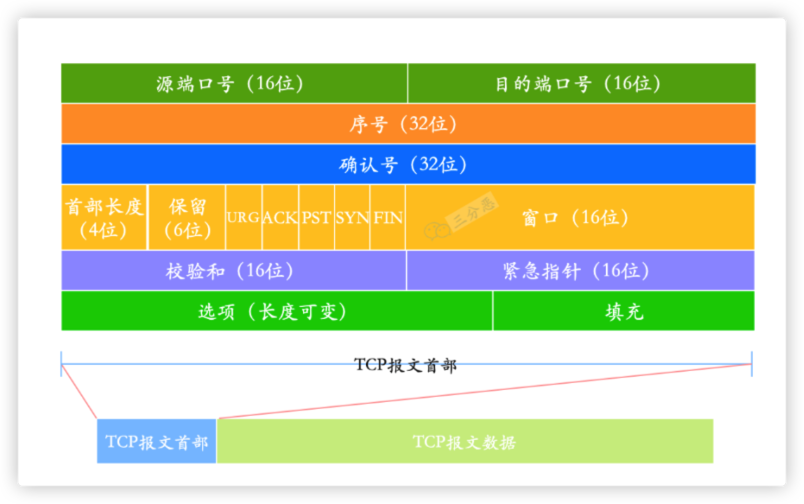 源端口号（16位） 目的端口号（16位）
序号（32位）
确认号（32位）
首部长度 保留 URG ACK PST SYN FIN 窗口（16位）
（4位） （6位）
三分恶
校验和（16位） 紧急指针（16位）
选项（长度可变） 填充
TCP报文首部
TCP报文首部 TCP报文数据